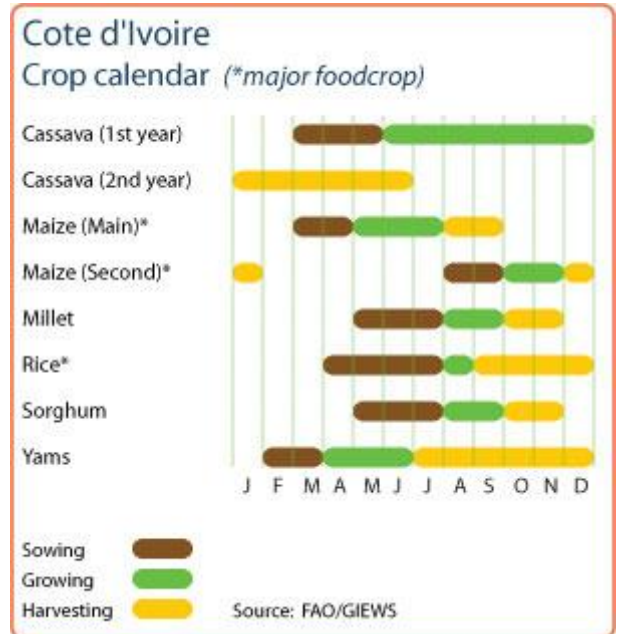 Cote d'Ivoire
Crop calendar (*major foodcrop)
Cassava (1st year)
Cassava (2nd year)
Maize (Main)*
Maize (Second)*
Millet
Rice*
Sorghum
Yams
J F M A M J J A S O N D
Sowing
Growing
Harvesting
Source: FAO/GIEWS